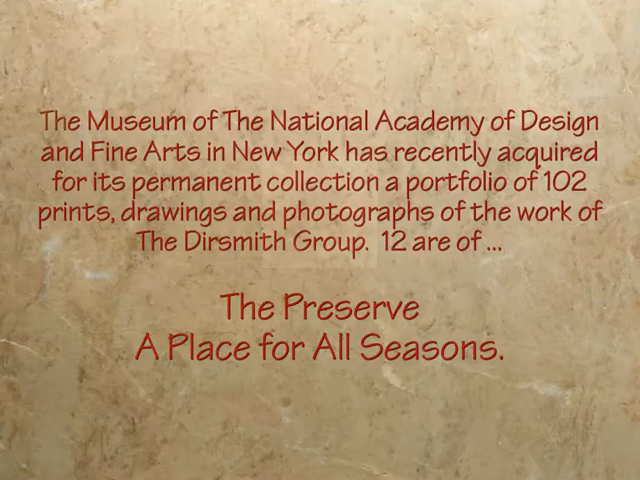 The Museum of The National Academy of Design
and Fine Arts in New York has recently acquired
for its permanent collection a portfolio of 102
prints, drawings and photographs of the work of
The Dirsmith Group. 12 are of ...
The Preserve
A Place for All Seasons.